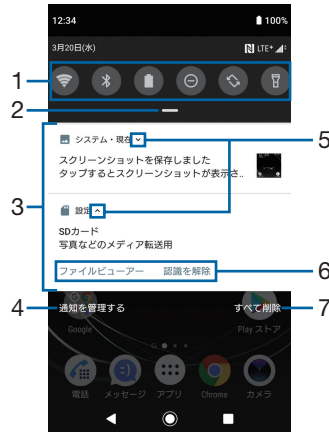 12:34
100%
3月20日(水)
LTE+
1
2
システム・現在
5
スクリーンショットを保存しました
タップするとスクリーンショットが表示さ..
3
設定
SDカード
写真などのメディア転送用
ファイルビューアー 認識を解除
6
4
通知を管理する すべて削除
7
Google Play ストア
電話 メッセージ アプリ Chrome カメラ